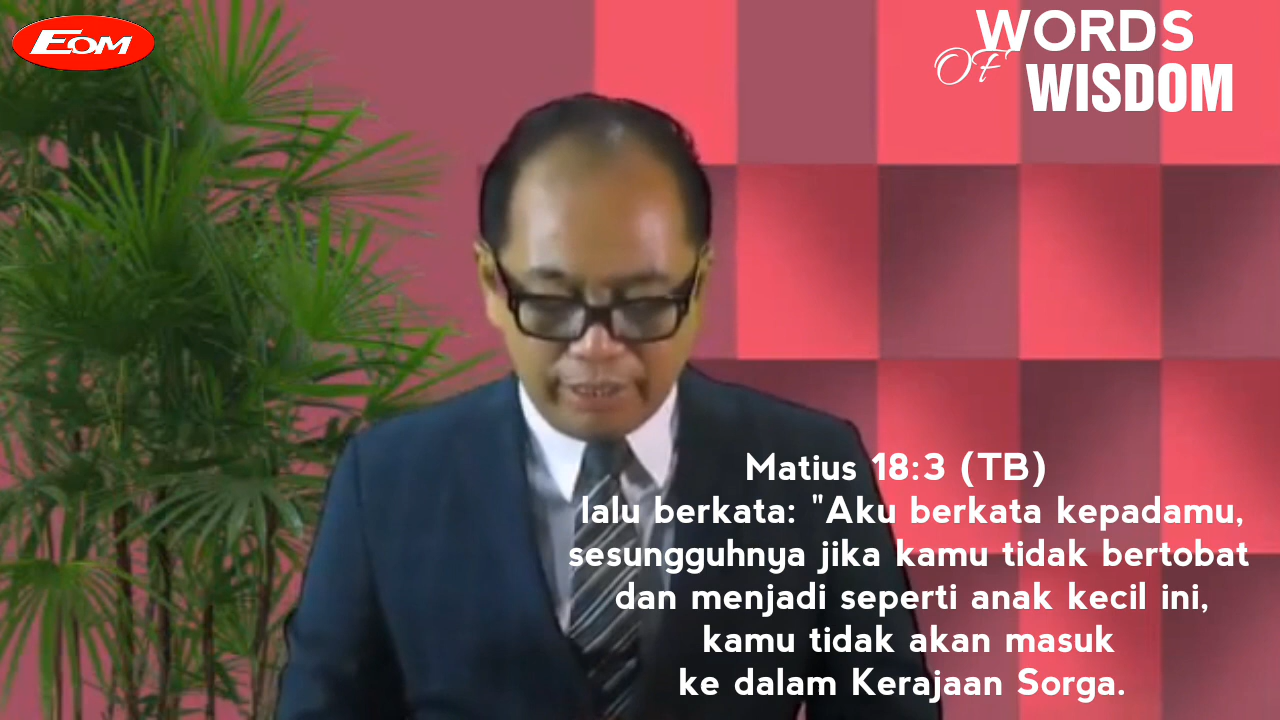 EOM
WORDS
OF WISDOM
Matius 18:3 (TB)
lalu berkata: "Aku berkata kepadamu,
sesungguhnya jika kamu tidak bertobat
dan menjadi seperti anak kecil ini,
kamu tidak akan masuk
ke dalam Kerajaan Sorga.